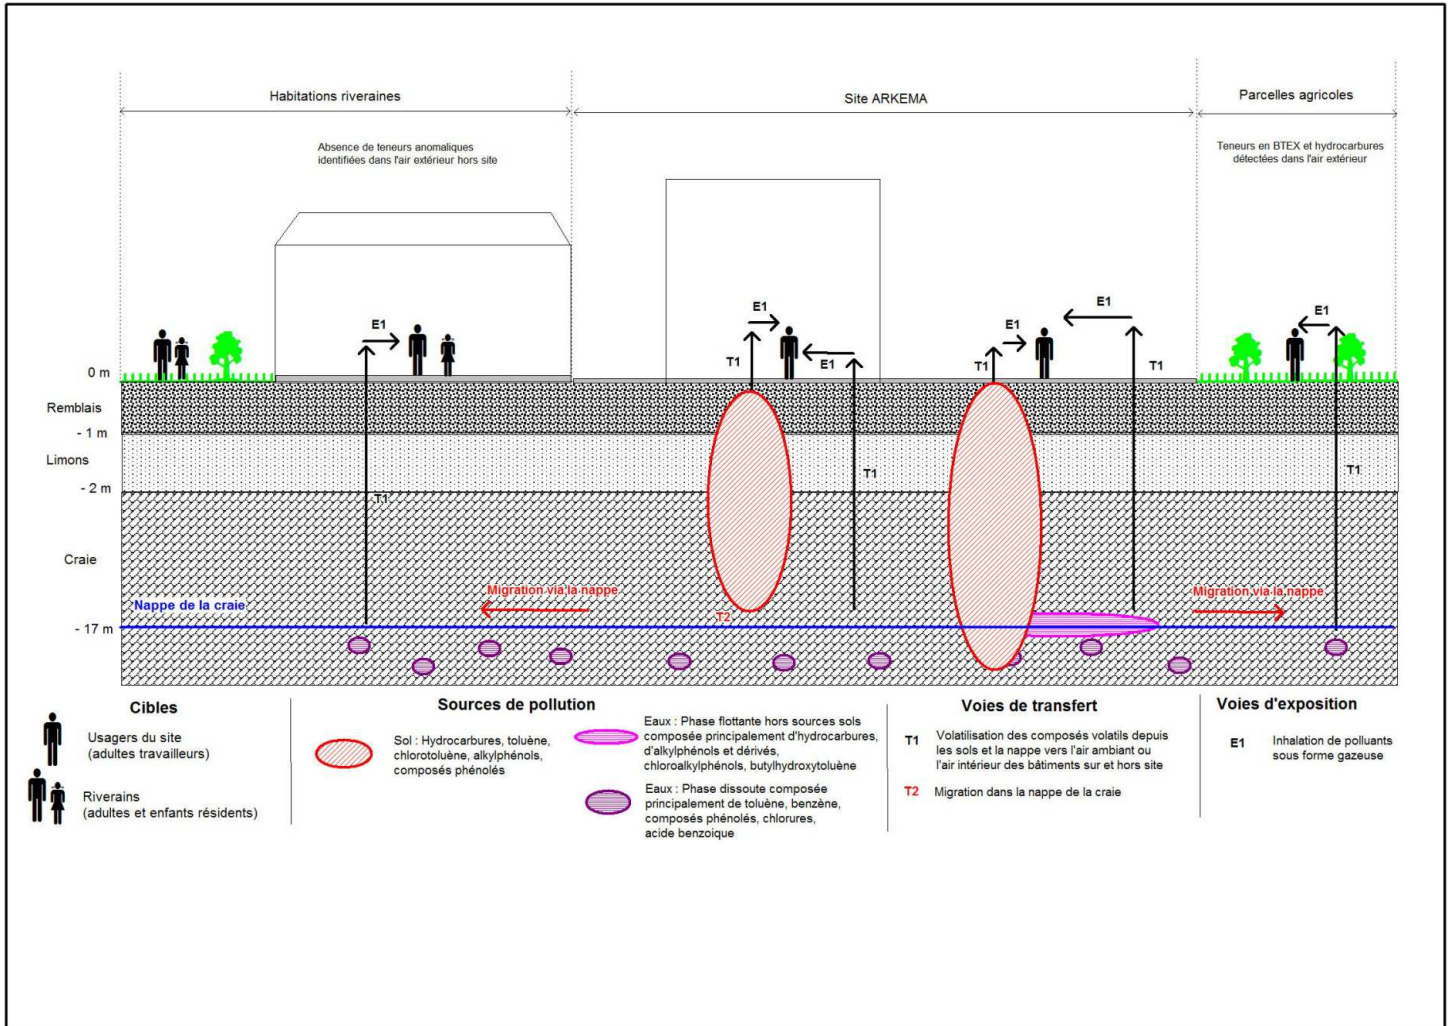 Habitations riveraines
Site ARKEMA
Parcelles agricoles
Absence de teneurs anomaliques
identifiées dans l'air extérieur hors site
Teneurs en BTEX et hydrocarbures
détectées dans l'air extérieur
E1
E1
E1
E1
E1
E1
T1
T1
T1
0 m
Remblais
- 1 m
Limons
- 2 m
T1
T1
T1
Craie
Nappe de la craie
- 17 m
Migration via la nappe
T2
Migration via la nappe
Cibles
Usagers du site
(adultes travailleurs)
Riverains
(adultes et enfants résidents)
Sources de pollution
Sol : Hydrocarbures, toluène,
chlorotoluène, alkylphénols,
composés phénolés
Eaux : Phase flottante hors sources sols
composée principalement d'hydrocarbures,
d'alkylphénols et dérivés,
chloroalkylphénols, butylhydroxytoluène
Eaux : Phase dissoute composée
principalement de toluène, benzène,
composés phénolés, chlorures,
acide benzoique
Voies de transfert
T1 Volatilisation des composés volatils depuis
les sols et la nappe vers l'air ambiant ou
l'air intérieur des bâtiments sur et hors site
T2 Migration dans la nappe de la craie
Voies d'exposition
E1 Inhalation de polluants
sous forme gazeuse